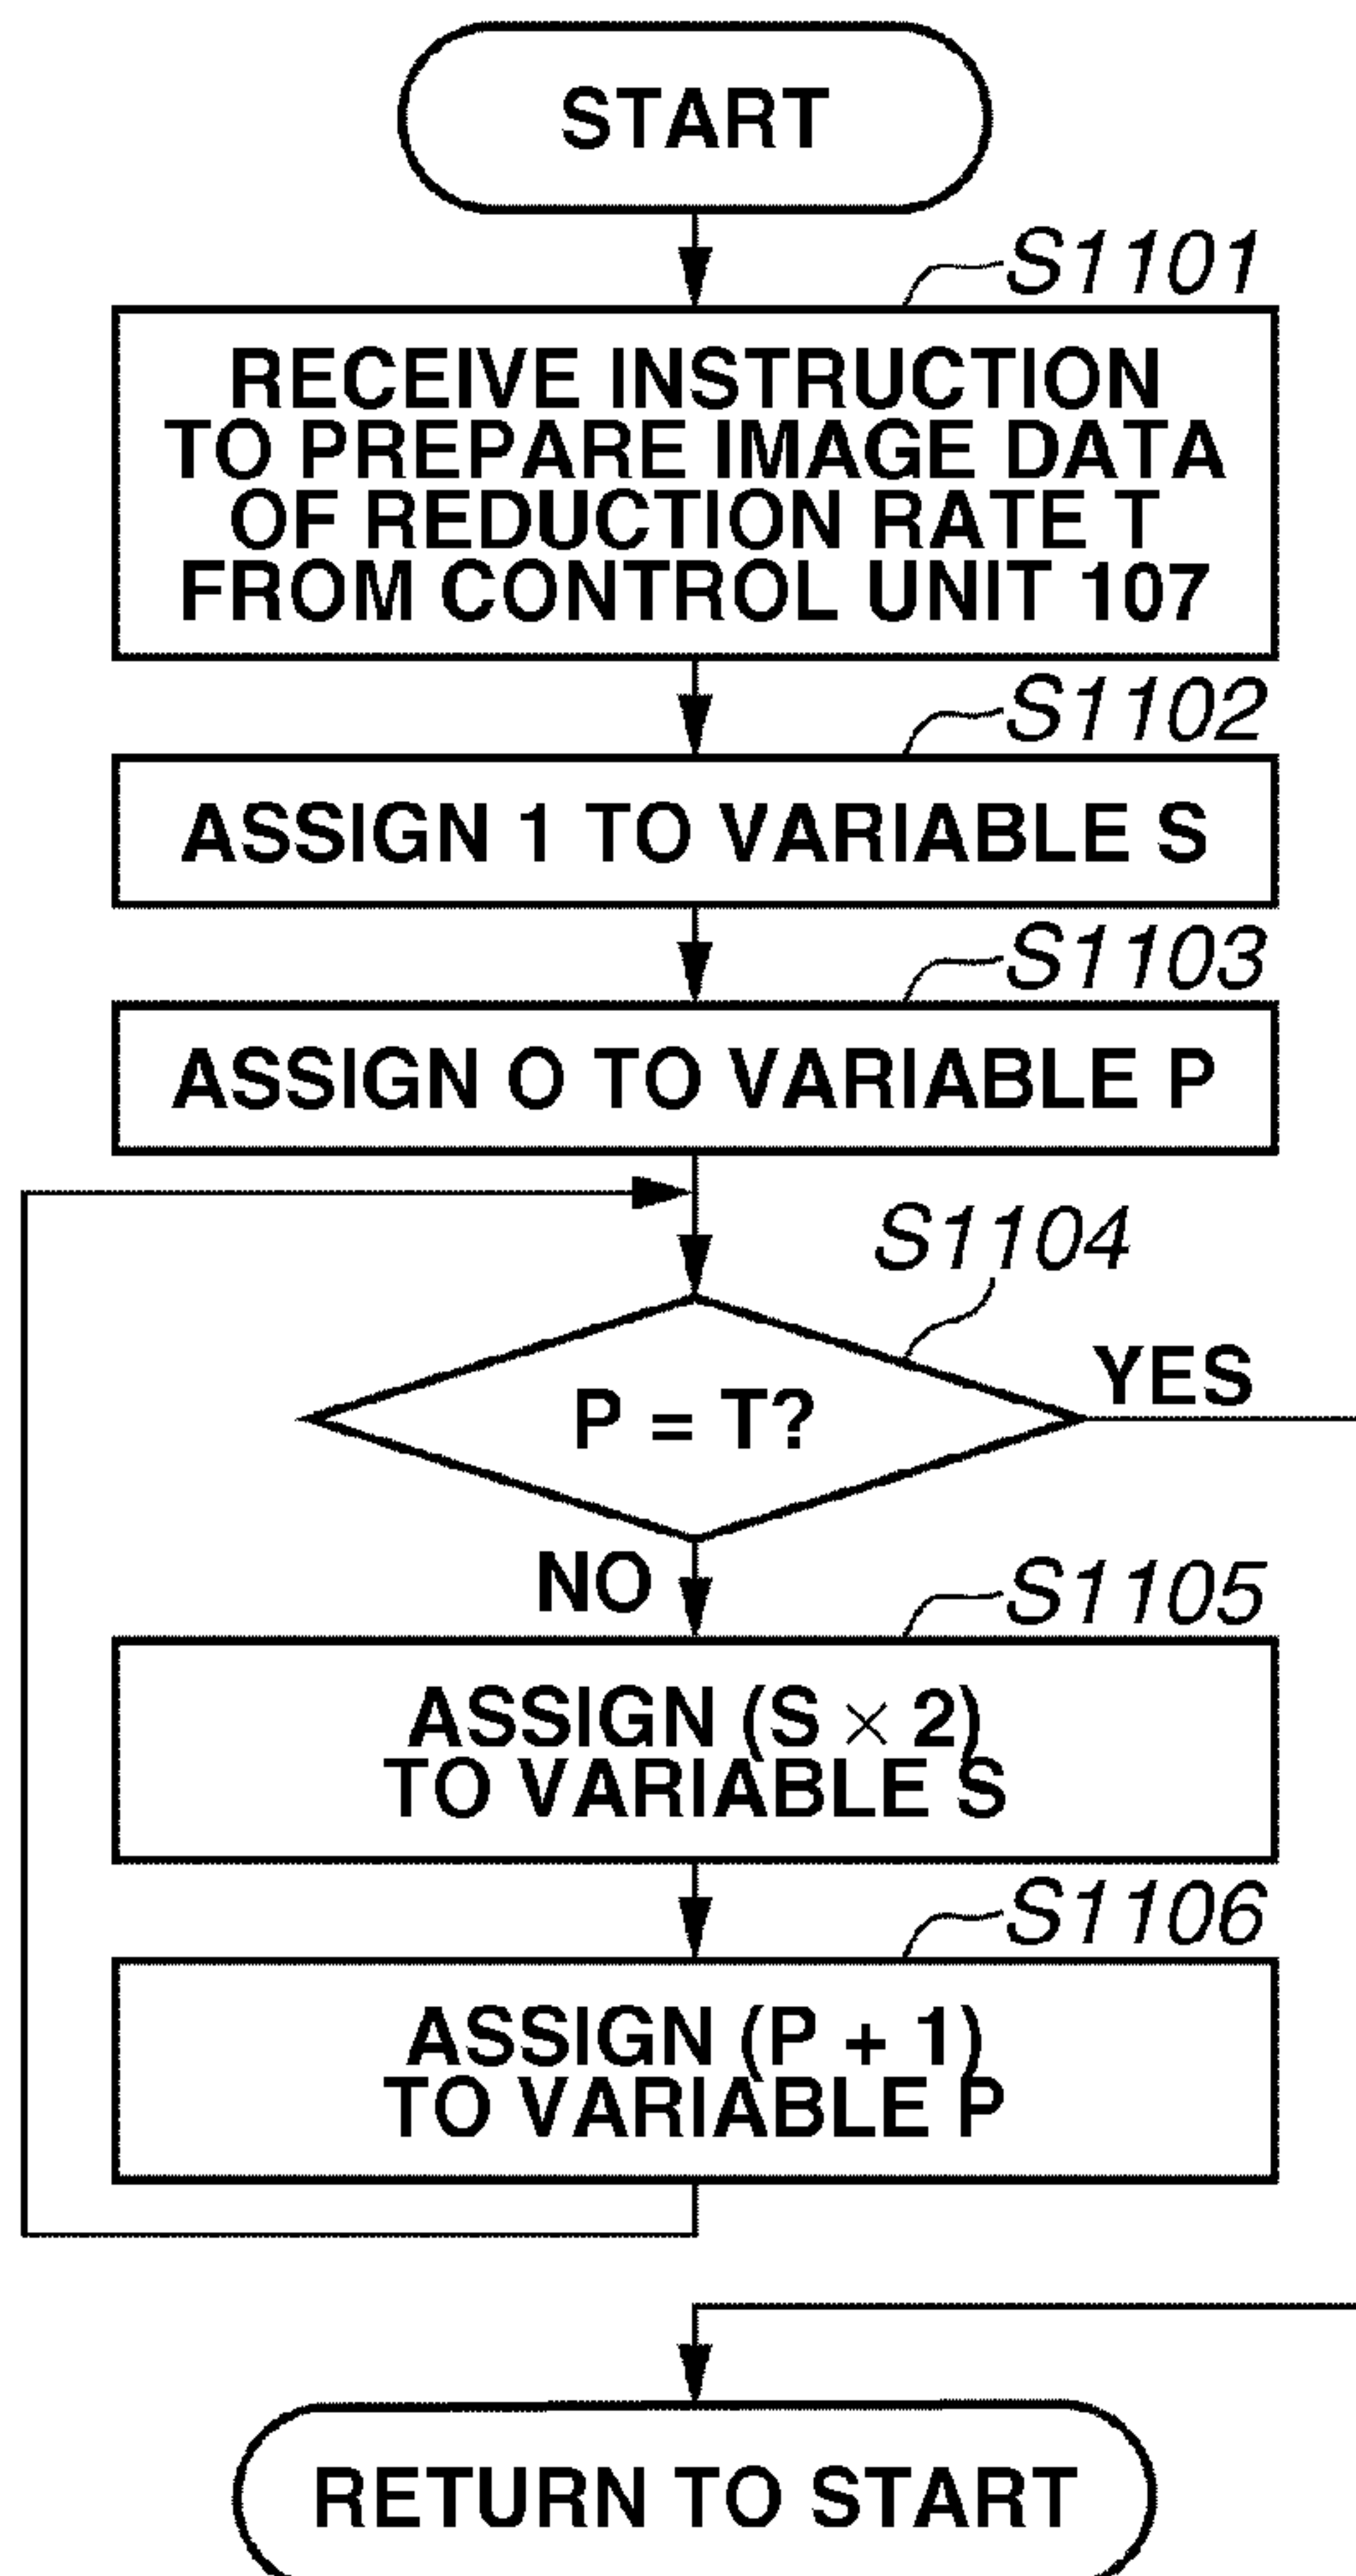 START
S1101
RECEIVE INSTRUCTION
TO PREPARE IMAGE DATA
OF REDUCTION RATE T
FROM CONTROL UNIT 107
S1102
ASSIGN 1 TO VARIABLE S
S1103
ASSIGN O TO VARIABLE P
S1104
P = T?
YES
NO
S1105
ASSIGN (S × 2)
TO VARIABLE S
S1106
ASSIGN (P + 1)
TO VARIABLE P
RETURN TO START